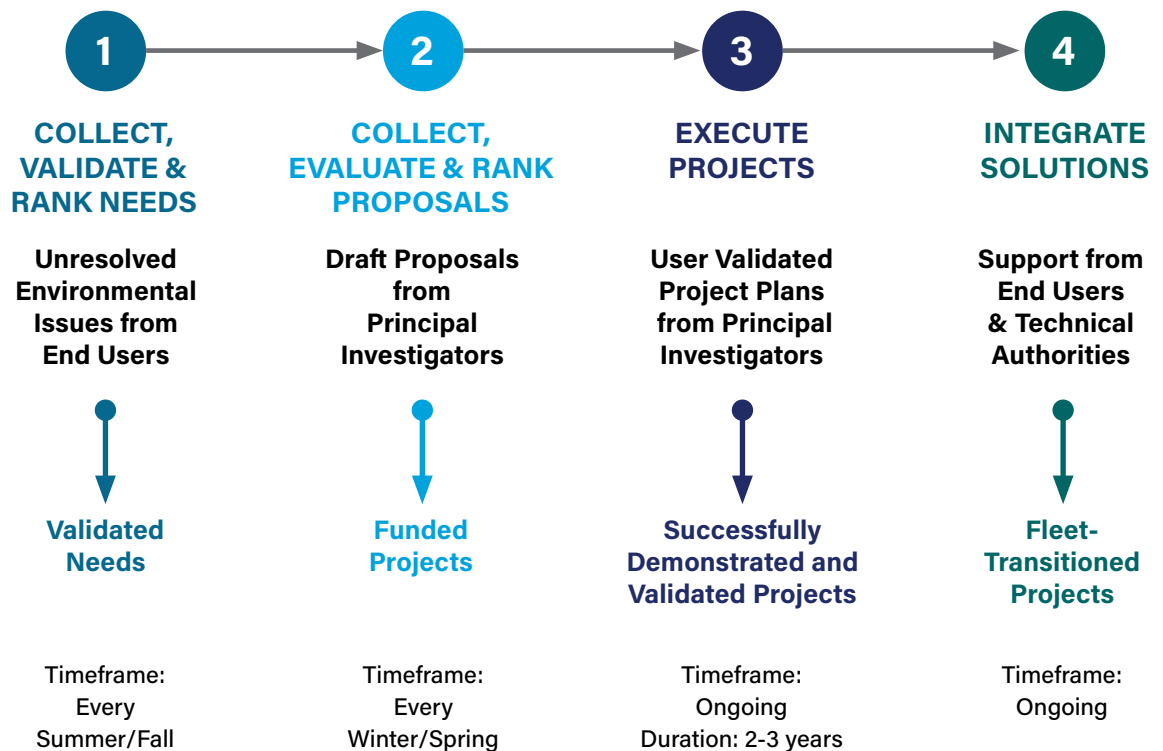 1
COLLECT,
VALIDATE &
RANK NEEDS
Unresolved
Environmental
Issues from
End Users
Validated
Needs
Timeframe:
Every
Summer/Fall
2
COLLECT,
EVALUATE & RANK
PROPOSALS
Draft Proposals
from
Principal
Investigators
Funded
Projects
Timeframe:
Every
Winter/Spring
3
EXECUTE
PROJECTS
User Validated
Project Plans
from Principal
Investigators
Successfully
Demonstrated and
Validated Projects
Timeframe:
Ongoing
Duration: 2-3 years
4
INTEGRATE
SOLUTIONS
Support from
End Users
& Technical
Authorities
Fleet-
Transitioned
Projects
Timeframe:
Ongoing